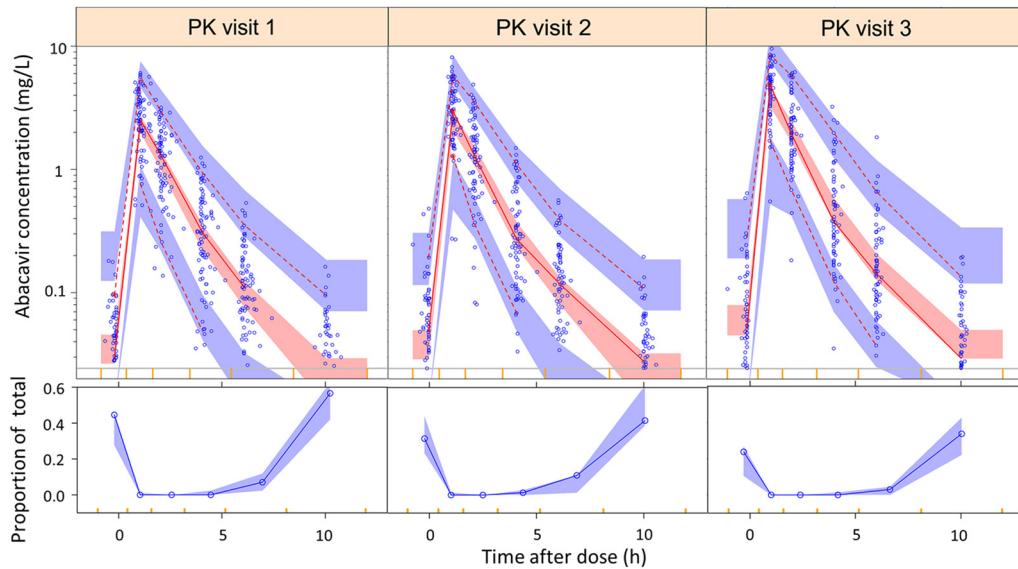 PK visit 1 PK visit 2 PK visit 3
Abacavir concentration (mg/L)
10
1
0.1
Proportion of total
0.6
0.4
0.2
0.0
0 5 10 0 5 10 0 5 10
Time after dose (h)